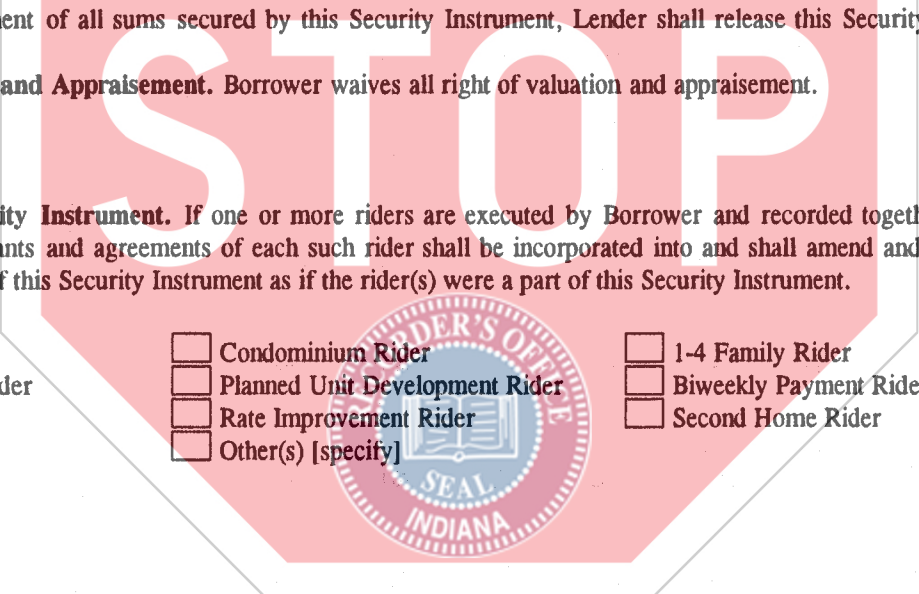 ent of all sums secured by this Security Instrument, Lender shall release this Security
and Appraisement. Borrower waives all right of valuation and appraisement.
ity Instrument. If one or more riders are executed by Borrower and recorded togeth
nts and agreements of each such rider shall be incorporated into and shall amend and
f this Security Instrument as if the rider(s) were a part of this Security Instrument.
Condominium Rider 1-4 Family Rider
der Planned Unit Development Rider Biweekly Payment Ride
Rate Improvement Rider Second Home Rider
Other(s) [specify]
STOP
RECORDER'S OFFICE
SEAL
INDIANA